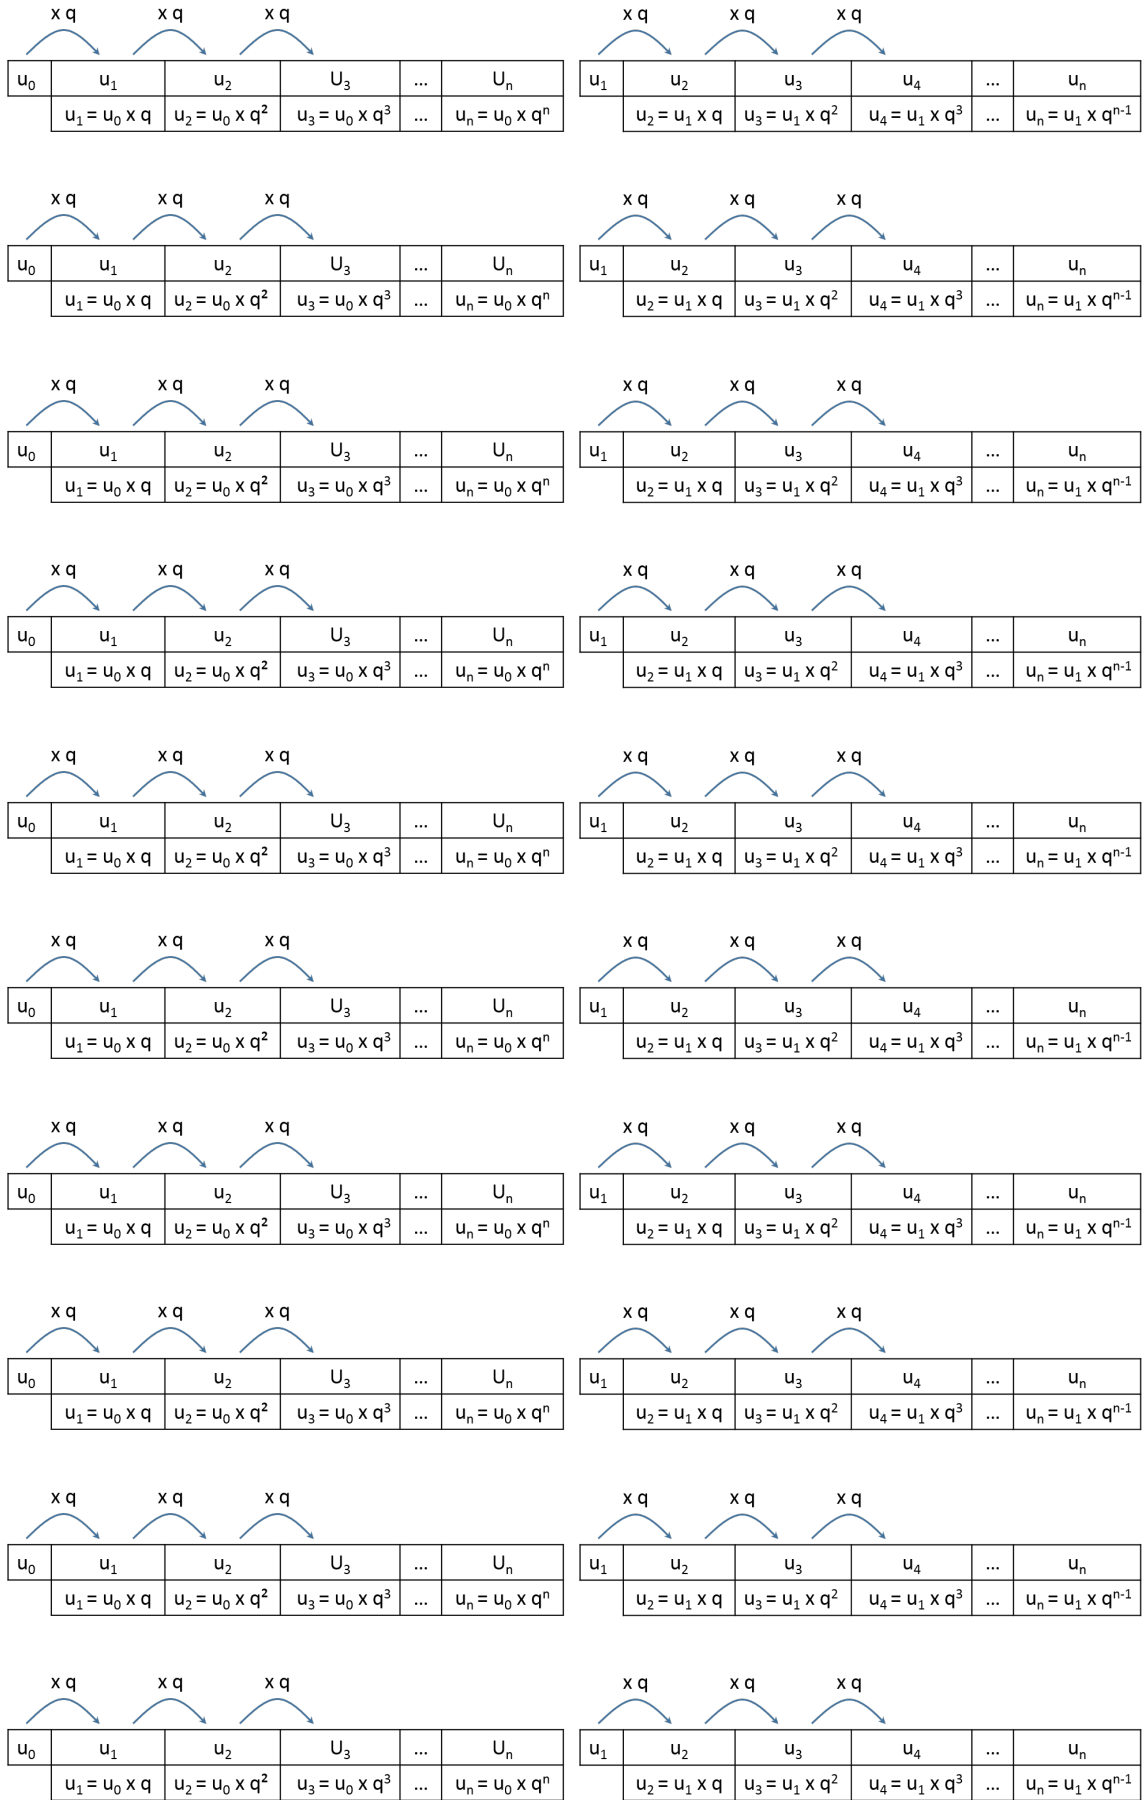 x q x q x q x q x q x q
u₀ u₁ u₂ U₃ ... Uₙ u₁ u₂ u₃ u₄ ... uₙ
u₁ = u₀ x q u₂ = u₀ x q² u₃ = u₀ x q³ ... uₙ = u₀ x qⁿ u₂ = u₁ x q u₃ = u₁ x q² u₄ = u₁ x q³ ... uₙ = u₁ x qⁿ⁻¹
x q x q x q x q x q x q
u₀ u₁ u₂ U₃ ... Uₙ u₁ u₂ u₃ u₄ ... uₙ
u₁ = u₀ x q u₂ = u₀ x q² u₃ = u₀ x q³ ... uₙ = u₀ x qⁿ u₂ = u₁ x q u₃ = u₁ x q² u₄ = u₁ x q³ ... uₙ = u₁ x qⁿ⁻¹
x q x q x q x q x q x q
u₀ u₁ u₂ U₃ ... Uₙ u₁ u₂ u₃ u₄ ... uₙ
u₁ = u₀ x q u₂ = u₀ x q² u₃ = u₀ x q³ ... uₙ = u₀ x qⁿ u₂ = u₁ x q u₃ = u₁ x q² u₄ = u₁ x q³ ... uₙ = u₁ x qⁿ⁻¹
x q x q x q x q x q x q
u₀ u₁ u₂ U₃ ... Uₙ u₁ u₂ u₃ u₄ ... uₙ
u₁ = u₀ x q u₂ = u₀ x q² u₃ = u₀ x q³ ... uₙ = u₀ x qⁿ u₂ = u₁ x q u₃ = u₁ x q² u₄ = u₁ x q³ ... uₙ = u₁ x qⁿ⁻¹
x q x q x q x q x q x q
u₀ u₁ u₂ U₃ ... Uₙ u₁ u₂ u₃ u₄ ... uₙ
u₁ = u₀ x q u₂ = u₀ x q² u₃ = u₀ x q³ ... uₙ = u₀ x qⁿ u₂ = u₁ x q u₃ = u₁ x q² u₄ = u₁ x q³ ... uₙ = u₁ x qⁿ⁻¹
x q x q x q x q x q x q
u₀ u₁ u₂ U₃ ... Uₙ u₁ u₂ u₃ u₄ ... uₙ
u₁ = u₀ x q u₂ = u₀ x q² u₃ = u₀ x q³ ... uₙ = u₀ x qⁿ u₂ = u₁ x q u₃ = u₁ x q² u₄ = u₁ x q³ ... uₙ = u₁ x qⁿ⁻¹
x q x q x q x q x q x q
u₀ u₁ u₂ U₃ ... Uₙ u₁ u₂ u₃ u₄ ... uₙ
u₁ = u₀ x q u₂ = u₀ x q² u₃ = u₀ x q³ ... uₙ = u₀ x qⁿ u₂ = u₁ x q u₃ = u₁ x q² u₄ = u₁ x q³ ... uₙ = u₁ x qⁿ⁻¹
x q x q x q x q x q x q
u₀ u₁ u₂ U₃ ... Uₙ u₁ u₂ u₃ u₄ ... uₙ
u₁ = u₀ x q u₂ = u₀ x q² u₃ = u₀ x q³ ... uₙ = u₀ x qⁿ u₂ = u₁ x q u₃ = u₁ x q² u₄ = u₁ x q³ ... uₙ = u₁ x qⁿ⁻¹
x q x q x q x q x q x q
u₀ u₁ u₂ U₃ ... Uₙ u₁ u₂ u₃ u₄ ... uₙ
u₁ = u₀ x q u₂ = u₀ x q² u₃ = u₀ x q³ ... uₙ = u₀ x qⁿ u₂ = u₁ x q u₃ = u₁ x q² u₄ = u₁ x q³ ... uₙ = u₁ x qⁿ⁻¹
x q x q x q x q x q x q
u₀ u₁ u₂ U₃ ... Uₙ u₁ u₂ u₃ u₄ ... uₙ
u₁ = u₀ x q u₂ = u₀ x q² u₃ = u₀ x q³ ... uₙ = u₀ x qⁿ u₂ = u₁ x q u₃ = u₁ x q² u₄ = u₁ x q³ ... uₙ = u₁ x qⁿ⁻¹